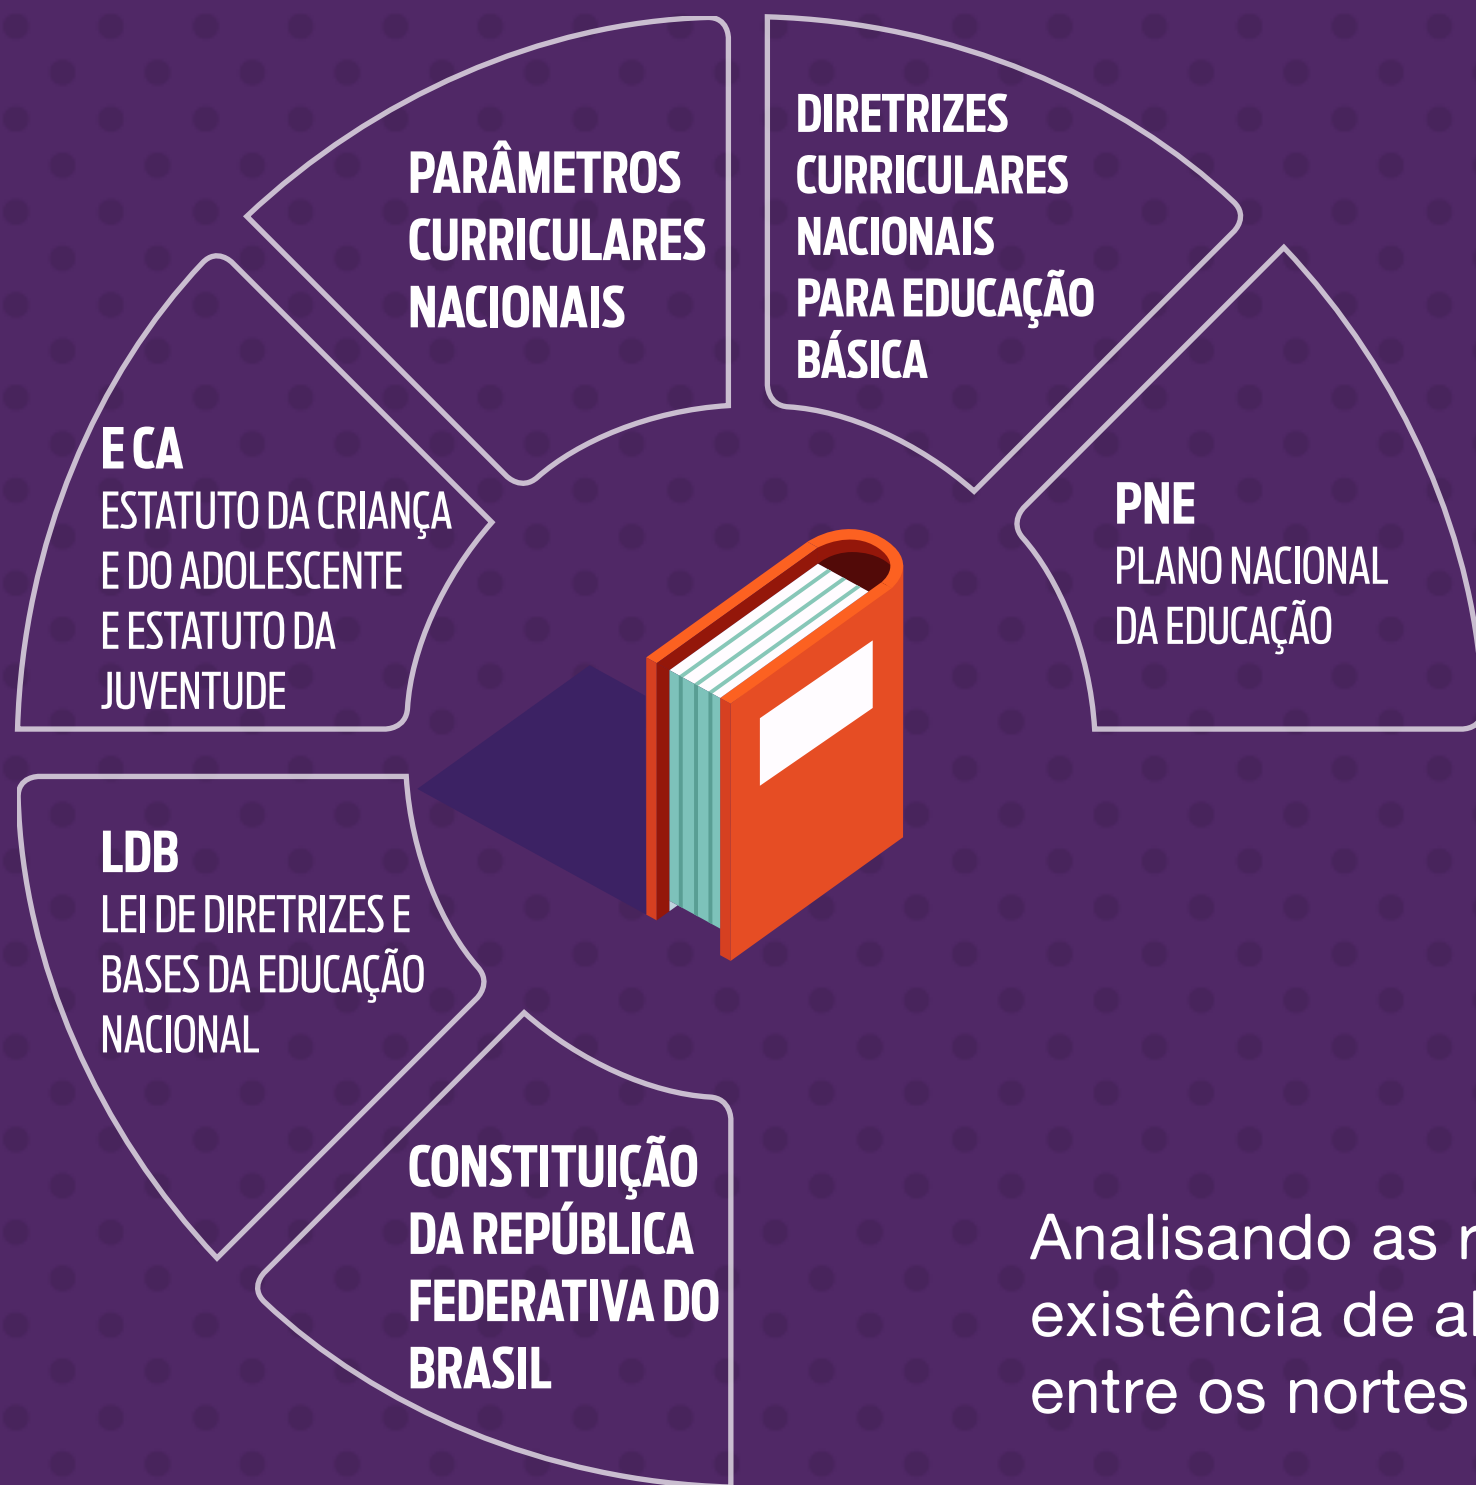 PARÂMETROS
CURRICULARES
NACIONAIS
DIRETRIZES
CURRICULARES
NACIONAIS
PARA EDUCAÇÃO
BÁSICA
E CA
ESTATUTO DA CRIANÇA
E DO ADOLESCENTE
E ESTATUTO DA
JUVENTUDE
PNE
PLANO NACIONAL
DA EDUCAÇÃO
LDB
LEI DE DIRETRIZES E
BASES DA EDUCAÇÃO
NACIONAL
CONSTITUIÇÃO
DA REPÚBLICA
FEDERATIVA DO
BRASIL
Analisando as
existência de
entre os nortes